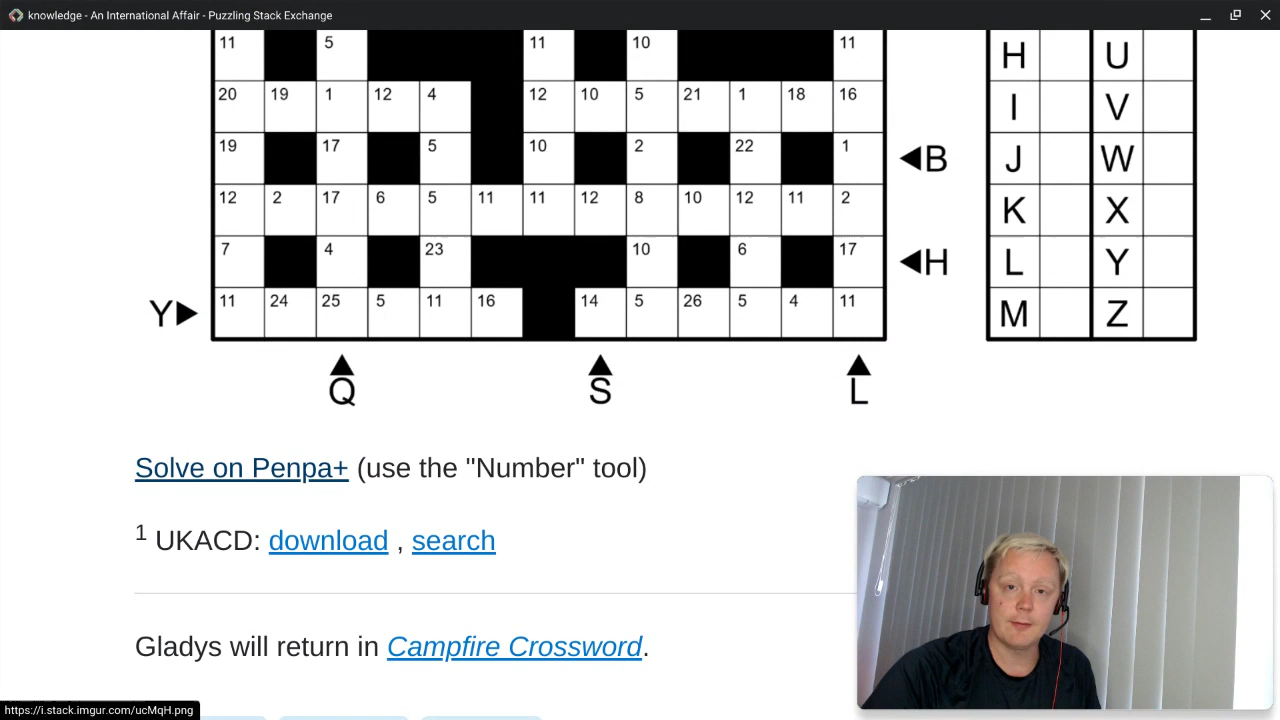 knowledge - An International Affair - Puzzling Stack Exchange
11 5 11 10 11 H U
20 19 1 12 4 12 10 5 21 1 18 16 I V
19 17 5 10 2 22 1 ◀B J W
12 2 17 6 5 11 11 12 8 10 12 11 2 K X
7 4 23 10 6 17 ◀H L Y
Y▶ 11 24 25 5 11 16 14 5 26 5 4 11 M Z
▲ ▲ ▲
Q S L
Solve on Penpa+ (use the "Number" tool)
1 UKACD: download , search
Gladys will return in Campfire Crossword.
https://i.stack.imgur.com/ucMqH.png